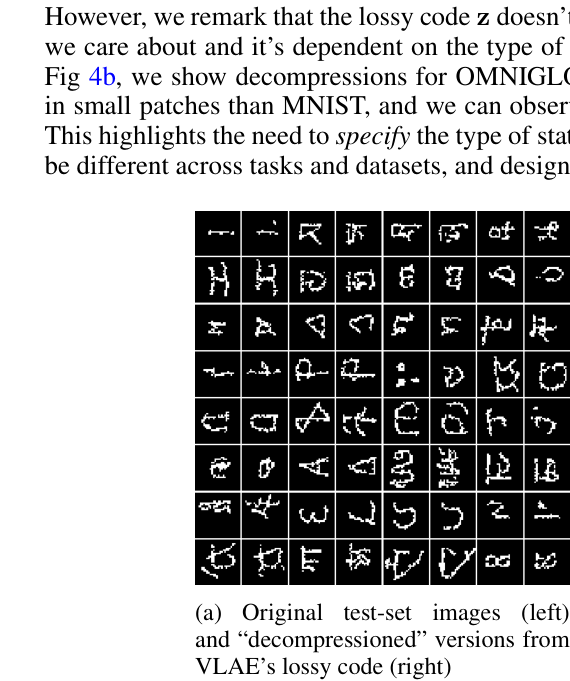 However, we remark that the lossy code z doesn'
we care about and it's dependent on the type of
Fig 4b, we show decompressions for OMNIGLO
in small patches than MNIST, and we can obser
This highlights the need to specify the type of stat
be different across tasks and datasets, and design
(a) Original test-set images (left)
and “decompressioned” versions from
VLAE's lossy code (right)